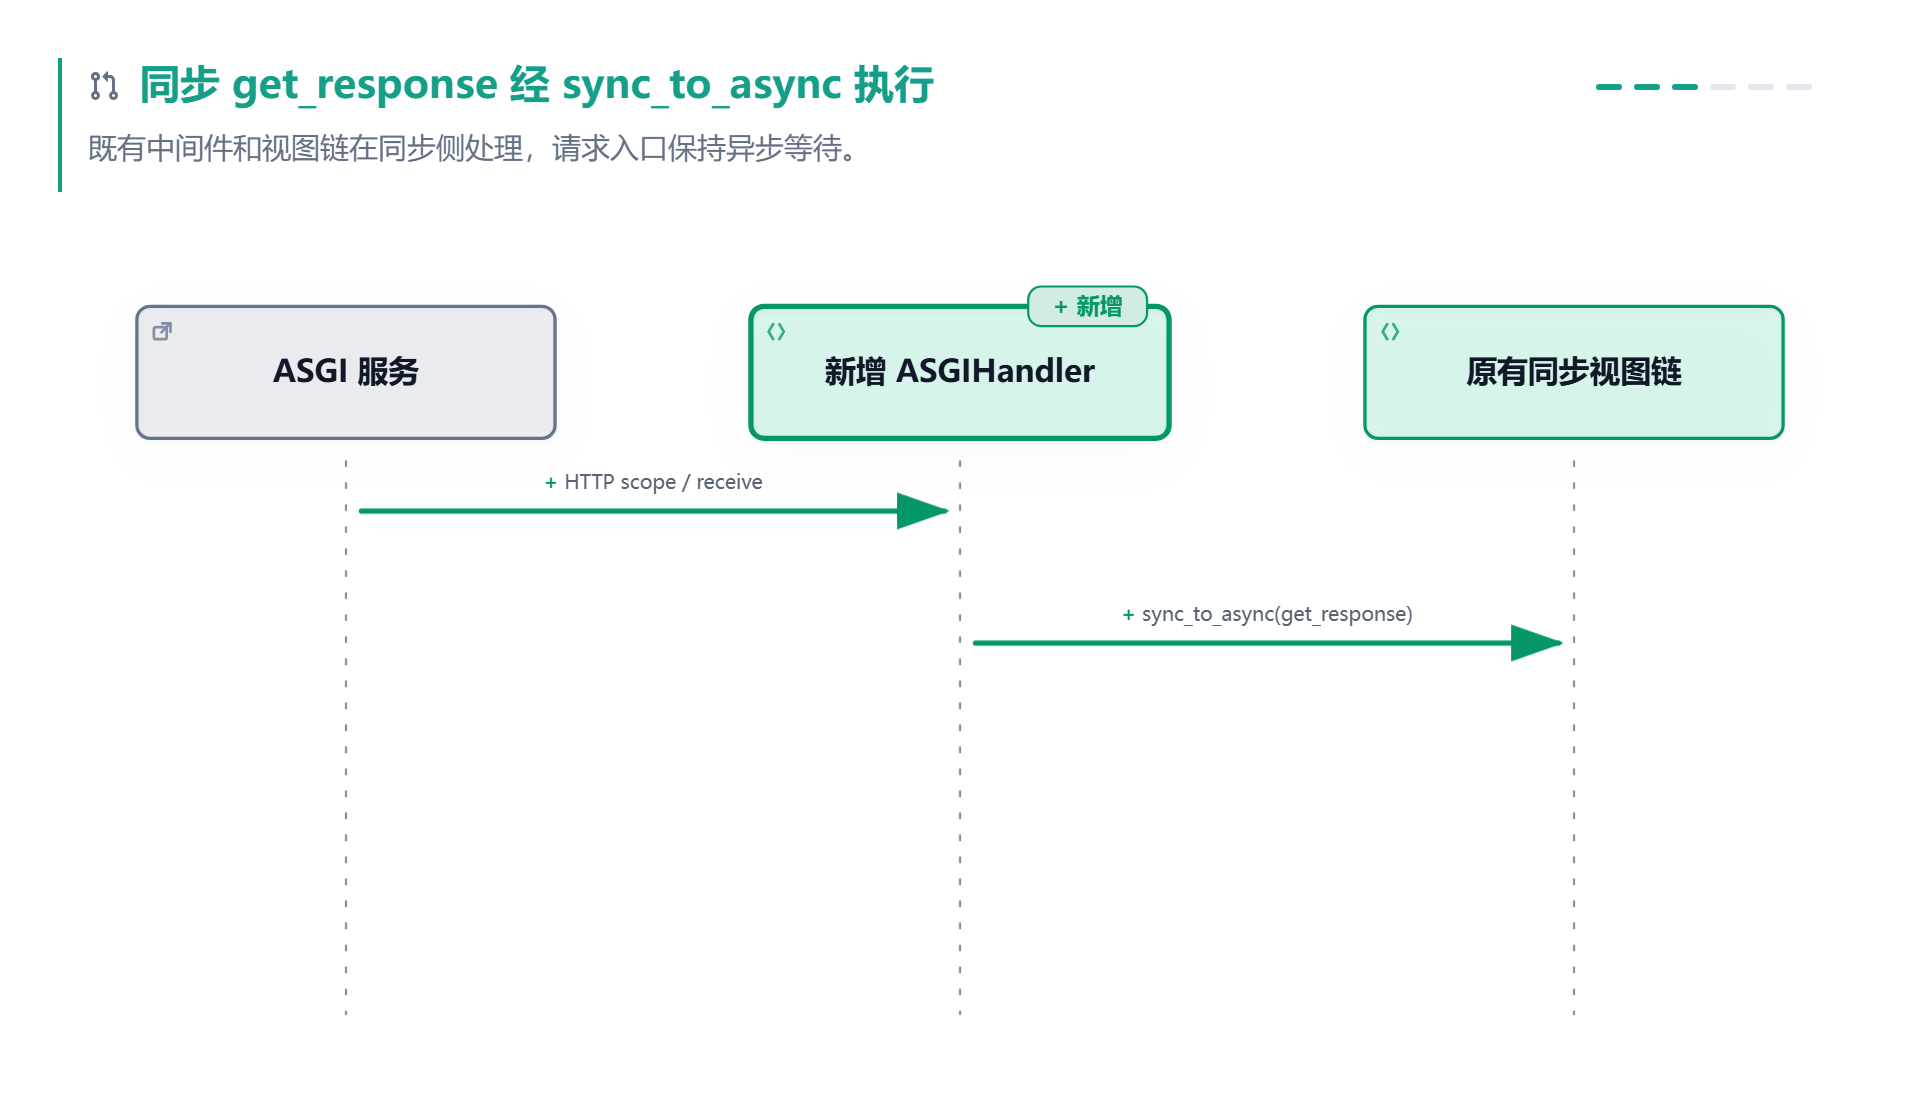 同步 get_response 经 sync_to_async 执行
既有中间件和视图链在同步侧处理，请求入口保持异步等待。
+ 新增
ASGI 服务
新增 ASGIHandler
原有同步视图链
+ HTTP scope / receive
+ sync_to_async(get_response)